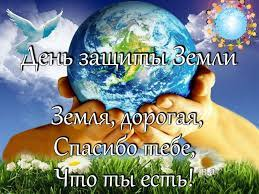 День защиты Земли
Земля, дорогая,
Спасибо тебе,
Что ты есть!